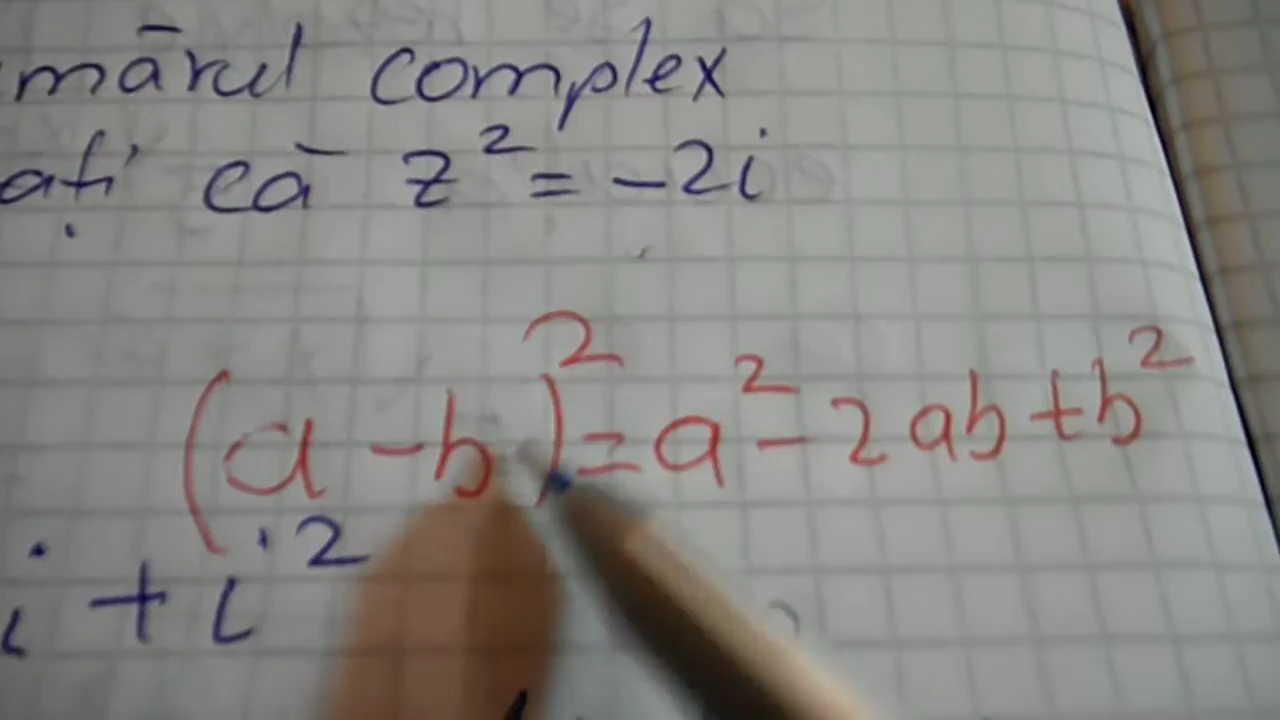 mărul complex
ați că z² = -2i
(a - b)² = a² - 2ab + b²
i + i²